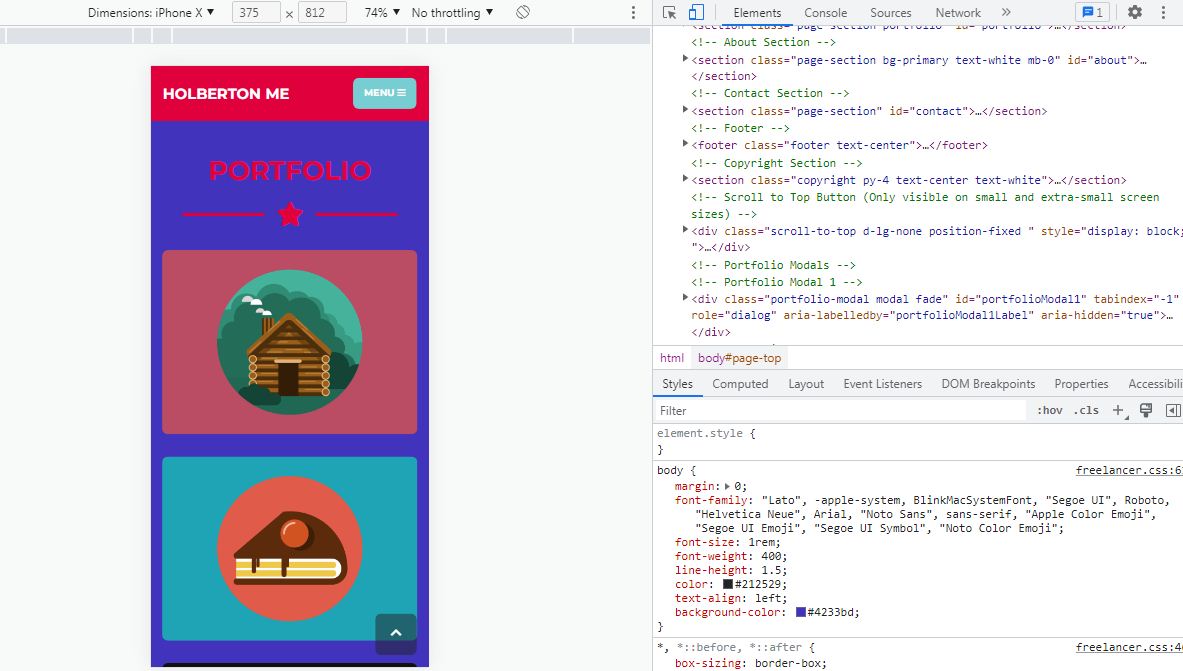 Dimensions: iPhone X ▼ 375 × 812 74% ▼ No throttling ▼
Elements Console Sources Network » 1
HOLBERTON ME
MENU
PORTFOLIO
<section class="page-section portfolio" id="portfolio">…</section>
<!-- About Section -->
<section class="page-section bg-primary text-white mb-0" id="about">…
</section>
<!-- Contact Section -->
<section class="page-section" id="contact">…</section>
<!-- Footer -->
<footer class="footer text-center">…</footer>
<!-- Copyright Section -->
<section class="copyright py-4 text-center text-white">…</section>
<!-- Scroll to Top Button (Only visible on small and extra-small screen
sizes) -->
<div class="scroll-to-top d-lg-none position-fixed " style="display: block;
">…</div>
<!-- Portfolio Modals -->
<!-- Portfolio Modal 1 -->
<div class="portfolio-modal modal fade" id="portfolioModal1" tabindex="-1"
role="dialog" aria-labelledby="portfolioModal1Label" aria-hidden="true">…
</div>
html body#page-top
Styles Computed Layout Event Listeners DOM Breakpoints Properties Accessibili
Filter :hov .cls +
element.style {
}
body { freelancer.css:6
margin: 0;
font-family: "Lato", -apple-system, BlinkMacSystemFont, "Segoe UI", Roboto,
"Helvetica Neue", Arial, "Noto Sans", sans-serif, "Apple Color Emoji",
"Segoe UI Emoji", "Segoe UI Symbol", "Noto Color Emoji";
font-size: 1rem;
font-weight: 400;
line-height: 1.5;
color: #212529;
text-align: left;
background-color: #4233bd;
}
*, *::before, *::after { freelancer.css:4
box-sizing: border-box;